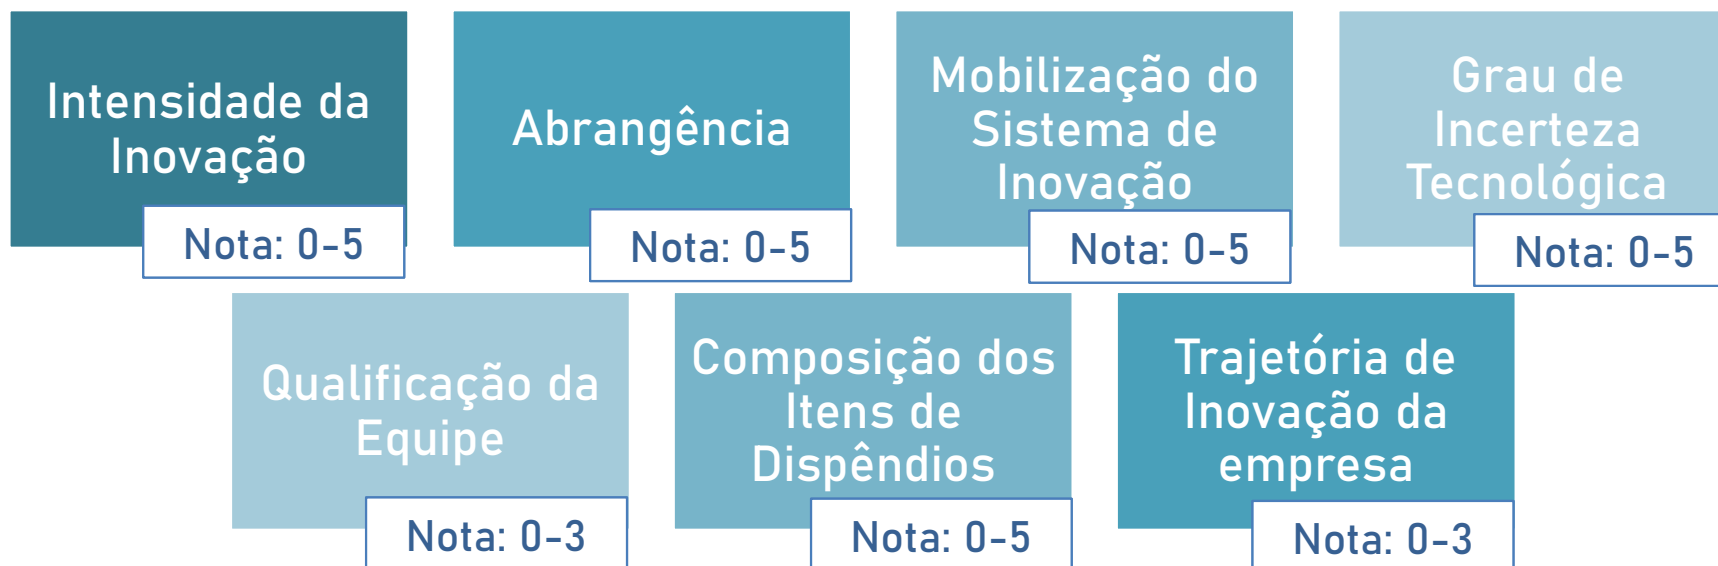 Intensidade da
Inovação
Nota: 0-5
Abrangência
Nota: 0-5
Mobilização do
Sistema de
Inovação
Nota: 0-5
Grau de
Incerteza
Tecnológica
Nota: 0-5
Qualificação da
Equipe
Nota: 0-3
Composição dos
Itens de
Dispêndios
Nota: 0-5
Trajetória de
Inovação da
empresa
Nota: 0-3